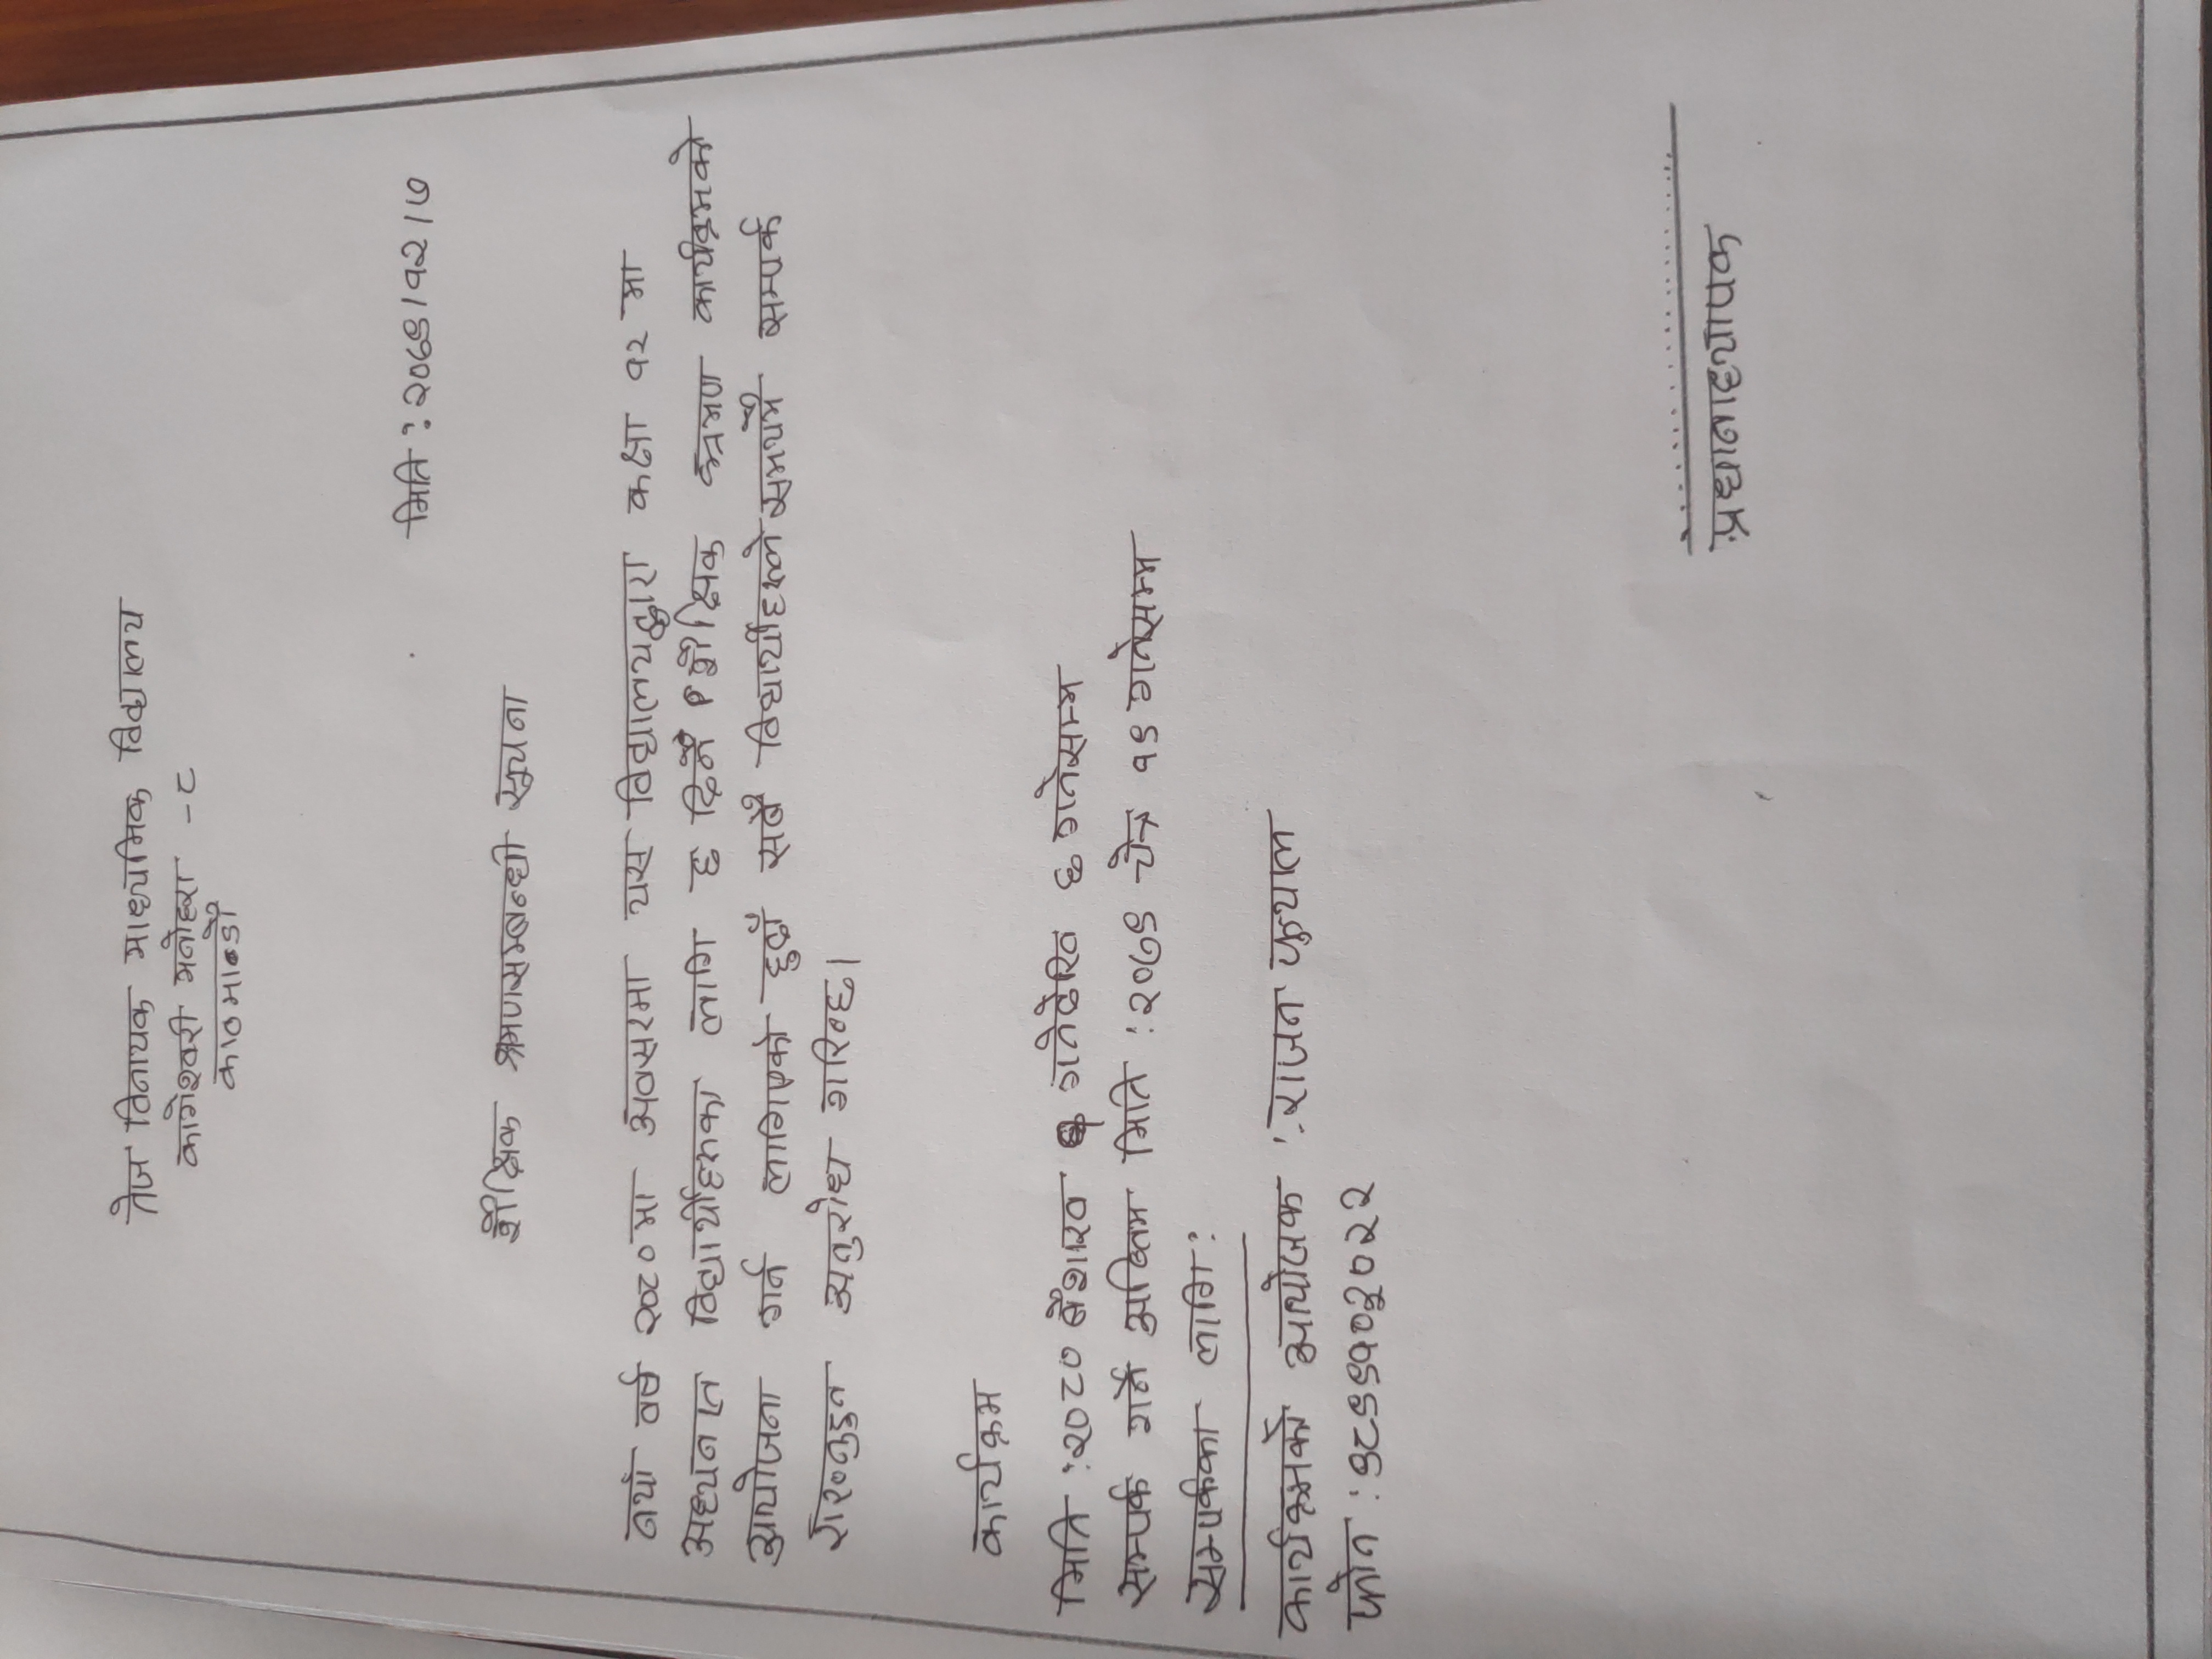 तेज विनायक माध्यमिक विद्यालय
कागेश्वरी मनोहरा -८
काठमाण्डौ
मिति : २०७९।१२।७
शैक्षिक भ्रमणसम्बन्धी सूचना
नयाँ वर्ष २०८० मा अवसरमा यस विद्यालयद्वारा कक्षा १२ मा
अध्यनरत विद्यार्थीहरुका लागि ६ दिने शैक्षिक भ्रमण कार्यक्रमको
आयोजना गर्न लागिएको हुदाँ सबै विद्यार्थीहरुले समयमै सम्पर्क
राख्नुहुन अनुरोध गरिन्छ।
कार्यक्रम
मिति : २०८० बैशाख १ गतेदेखि ६ गतेसम्म
सम्पर्क गर्ने अन्तिम मिति : २०७९ चैत्र १९ गतेसम्म
सम्पर्कका लागि :
कार्यक्रमको आयोजक : राजन फुयाल
फोन :
प्रधानाध्यापक